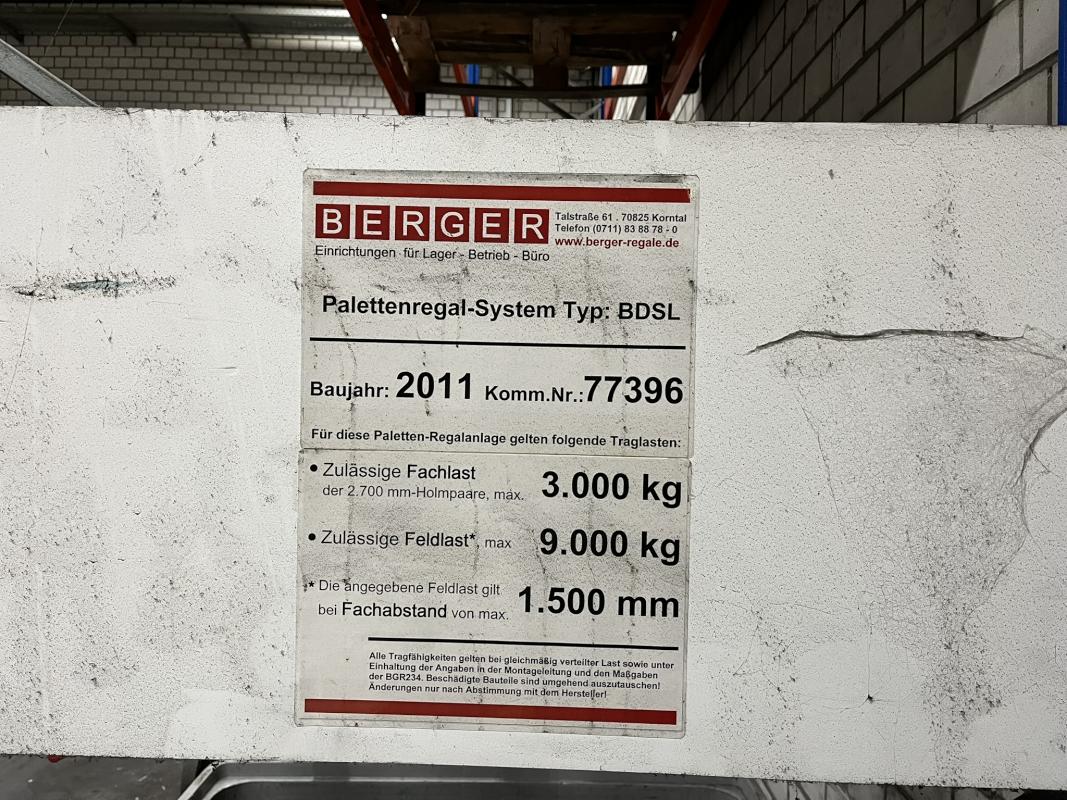 BERGER
Talstraße 61 . 70825 Korntal
Telefon (0711) 83 88 78 - 0
www.berger-regale.de
Einrichtungen für Lager - Betrieb - Büro
Palettenregal-System Typ: BDSL
Baujahr: 2011 Komm.Nr.:77396
Für diese Paletten-Regalanlage gelten folgende Traglasten:
• Zulässige Fachlast
der 2.700 mm-Holmpaare, max. 3.000 kg
• Zulässige Feldlast*, max 9.000 kg
* Die angegebene Feldlast gilt
bei Fachabstand von max. 1.500 mm
Alle Tragfähigkeiten gelten bei gleichmäßig verteilter Last sowie unter
Einhaltung der Angaben in der Montageleitung und den Maßgaben
der BGR234. Beschädigte Bauteile sind umgehend auszutauschen!
Änderungen nur nach Abstimmung mit dem Hersteller!